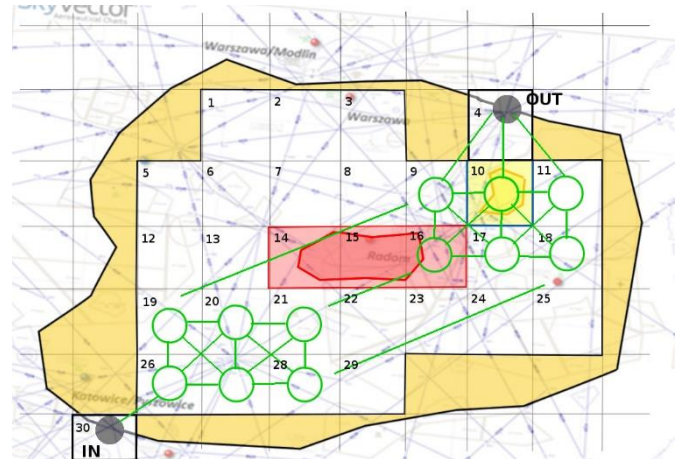 SkyVector
Aeronautical Charts
Warszawa/Modlin
OUT
1 2 3 4
Warszawa
5 6 7 8 9 10 11
12 13 14 15 16 17 18
Radom
19 20 21 22 23 24 25
26 28 29
Katowice/Pyrzowice
30
IN